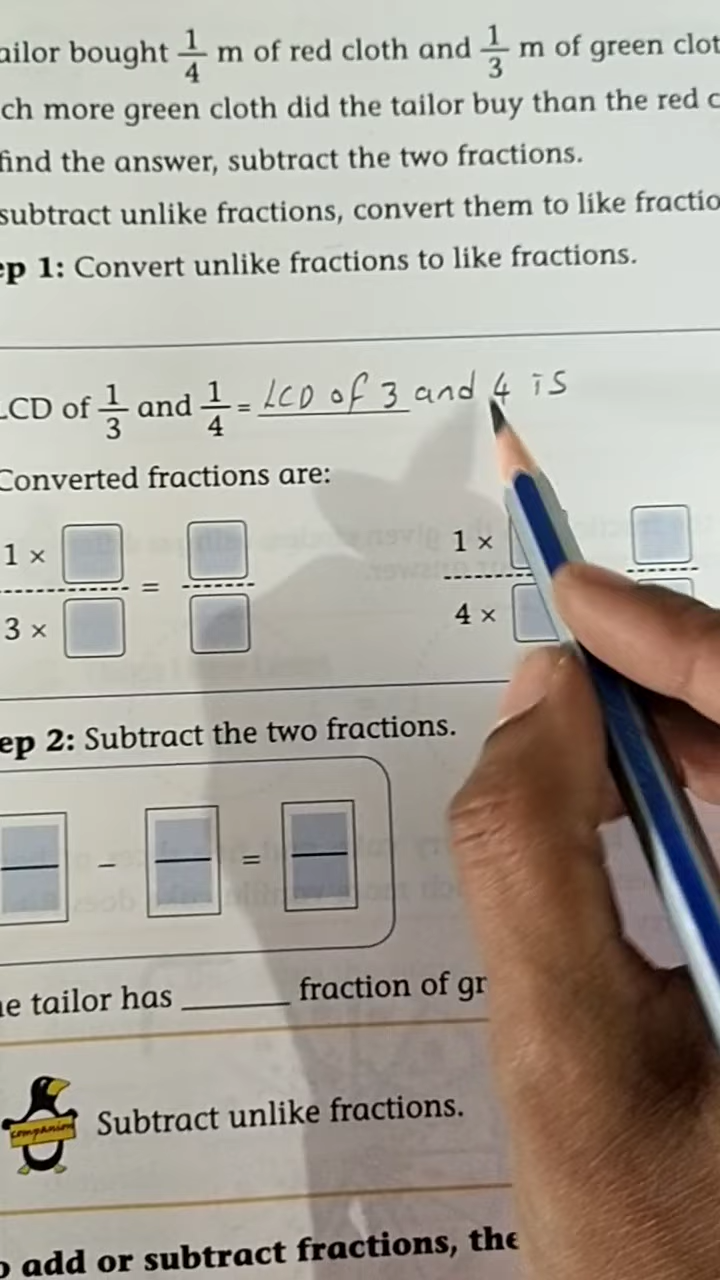 ailor bought 1/4 m of red cloth and 1/3 m of green clot
ch more green cloth did the tailor buy than the red c
find the answer, subtract the two fractions.
subtract unlike fractions, convert them to like fractio
ep 1: Convert unlike fractions to like fractions.
LCD of 1/3 and 1/4 = LCD of 3 and 4 is
Converted fractions are:
1 × = 1 ×
3 × 4 ×
ep 2: Subtract the two fractions.
– =
e tailor has ______ fraction of gr
companion
Subtract unlike fractions.
o add or subtract fractions, the